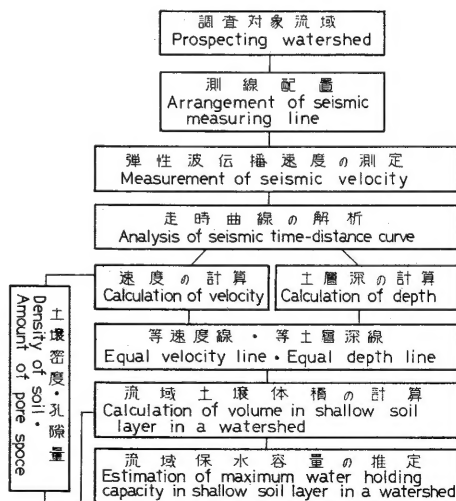 調査対象流域
Prospecting watershed
測線配置
Arrangement of seismic
measuring line
弾性波伝播速度の測定
Measurement of seismic velocity
走時曲線の解析
Analysis of seismic time-distance curve
速度の計算
Calculation of velocity
土層深の計算
Calculation of depth
土壌密度・孔隙量
Density of soil・
Amount of pore spoce
等速度線・等土層深線
Equal velocity line・Equal depth line
流域土壌体積の計算
Calculation of volume in shallow soil
layer in a watershed
流域保水容量の推定
Estimation of maximum water holding
capacity in shallow soil layer in a watershed